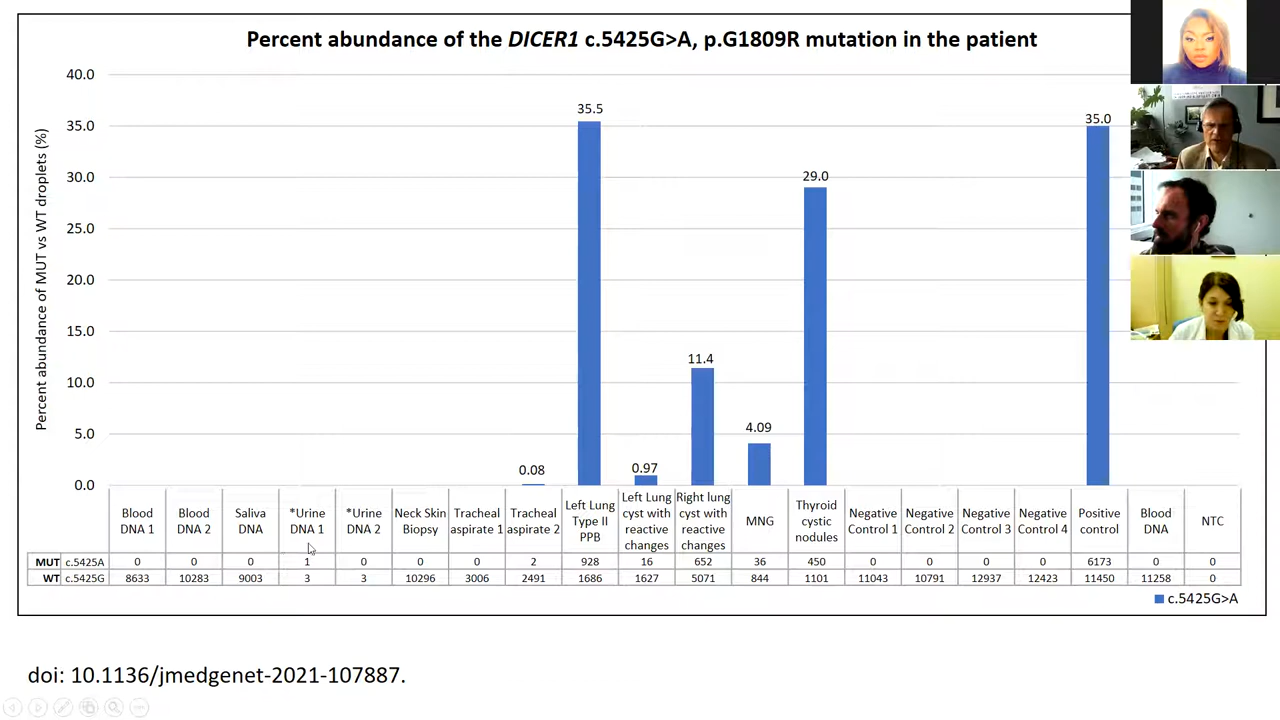 Percent abundance of the DICER1 c.5425G>A, p.G1809R mutation in the patient
Percent abundance of MUT vs WT droplets (%)
40.0
35.0
30.0
25.0
20.0
15.0
10.0
5.0
0.0
0.08
35.5
0.97
11.4
4.09
29.0
35.0
Blood DNA 1
Blood DNA 2
Saliva DNA
*Urine DNA 1
*Urine DNA 2
Neck Skin Biopsy
Tracheal aspirate 1
Tracheal aspirate 2
Left Lung Type II PPB
Left Lung cyst with reactive changes
Right lung cyst with reactive changes
MNG
Thyroid cystic nodules
Negative Control 1
Negative Control 2
Negative Control 3
Negative Control 4
Positive control
Blood DNA
NTC
MUT c.5425A 0 0 0 1 0 0 0 2 928 16 652 36 450 0 0 0 0 6173 0 0
WT c.5425G 8633 10283 9003 3 3 10296 3006 2491 1686 1627 5071 844 1101 11043 10791 12937 12423 11450 11258 0
c.5425G>A
doi: 10.1136/jmedgenet-2021-107887.